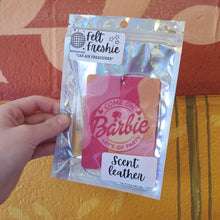 Felt
Freshie
"CAR AIR FRESHENER"
COME ON
Barbie
LET'S GO PARTY
Scent:
leather